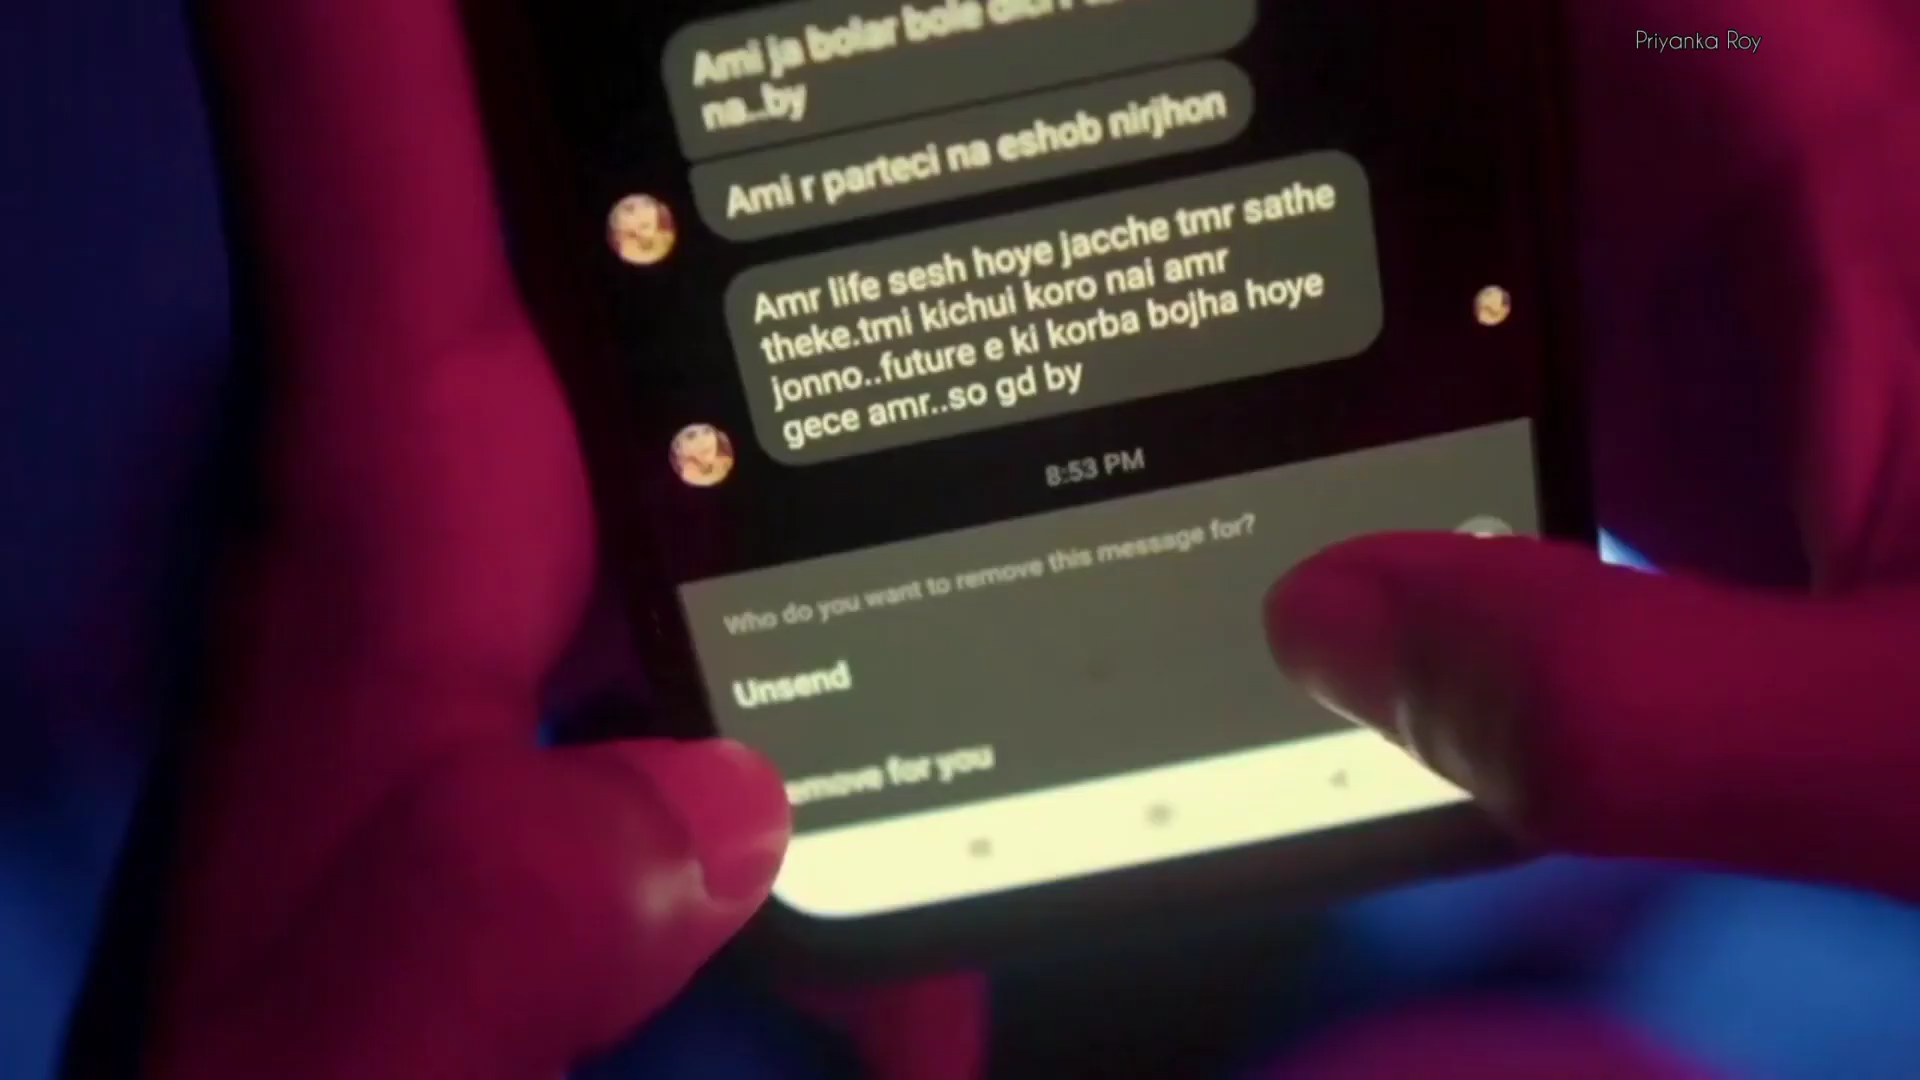 Priyanka Roy
Ami ja bolar bole
na..by
Ami r parteci na eshob nirjhon
Amr life sesh hoye jacche tmr sathe
theke.tmi kichui koro nai amr
jonno..future e ki korba bojha hoye
gece amr..so gd by
8:53 PM
Who do you want to remove this message for?
Unsend
for you